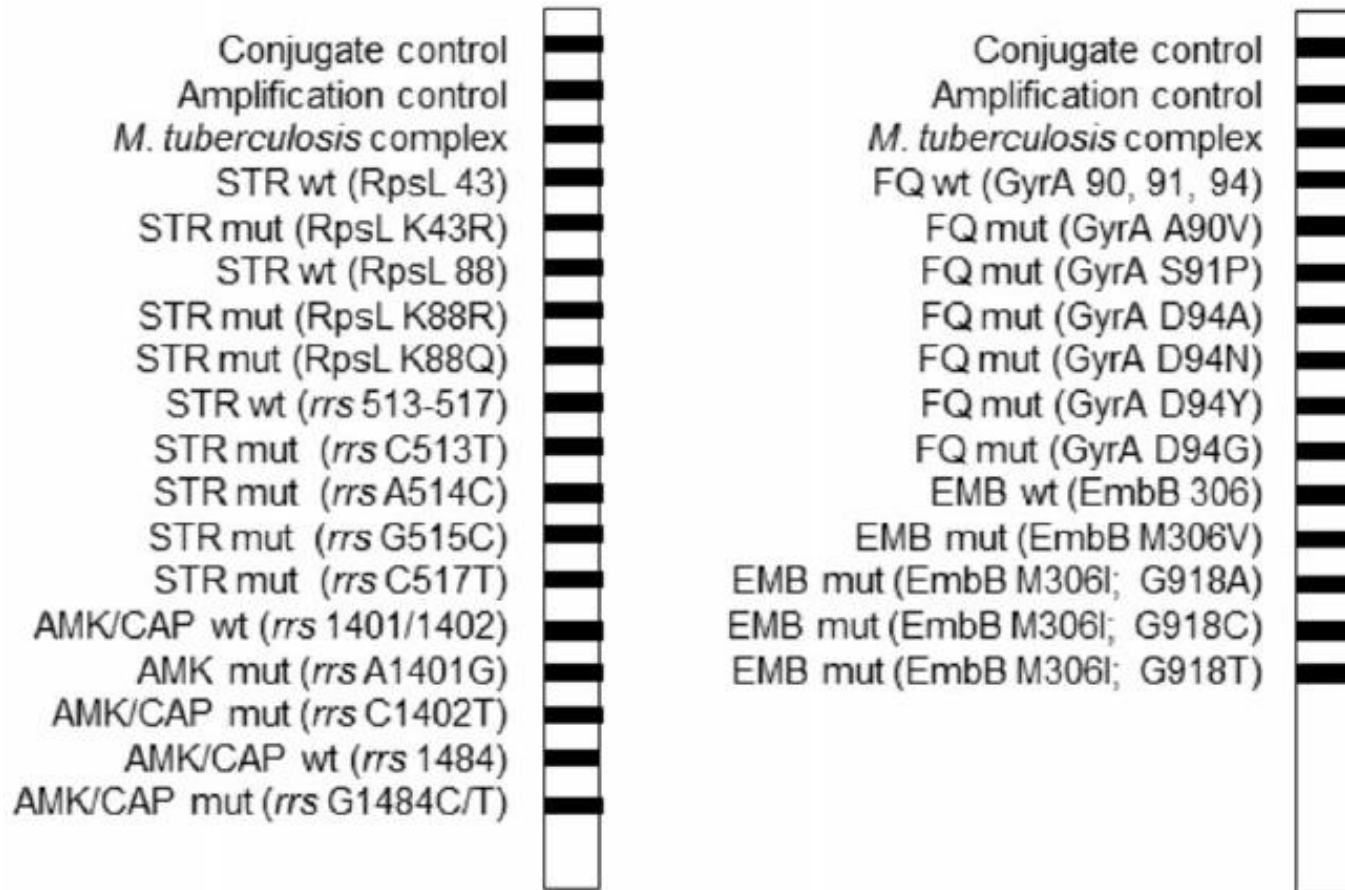 Conjugate control
Amplification control
M. tuberculosis complex
STR wt (RpsL 43)
STR mut (RpsL K43R)
STR wt (RpsL 88)
STR mut (RpsL K88R)
STR mut (RpsL K88Q)
STR wt (rrs 513-517)
STR mut (rrs C513T)
STR mut (rrs A514C)
STR mut (rrs G515C)
STR mut (rrs C517T)
AMK/CAP wt (rrs 1401/1402)
AMK mut (rrs A1401G)
AMK/CAP mut (rrs C1402T)
AMK/CAP wt (rrs 1484)
AMK/CAP mut (rrs G1484C/T)
Conjugate control
Amplification control
M. tuberculosis complex
FQ wt (GyrA 90, 91, 94)
FQ mut (GyrA A90V)
FQ mut (GyrA S91P)
FQ mut (GyrA D94A)
FQ mut (GyrA D94N)
FQ mut (GyrA D94Y)
FQ mut (GyrA D94G)
EMB wt (EmbB 306)
EMB mut (EmbB M306V)
EMB mut (EmbB M306I; G918A)
EMB mut (EmbB M306I; G918C)
EMB mut (EmbB M306I; G918T)